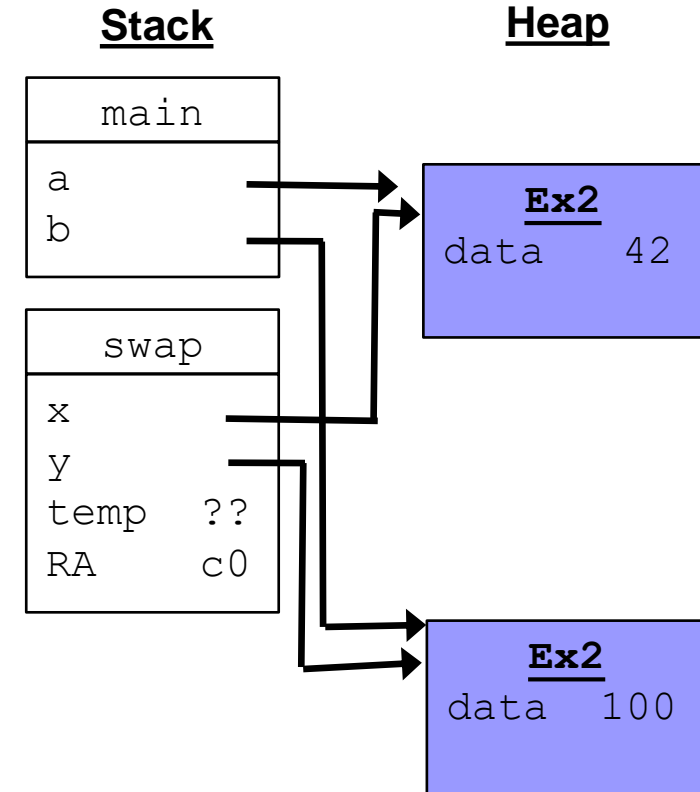 Stack
Heap
main
a
b
Ex2
data 42
swap
x
y
temp ??
RA c0
Ex2
data 100